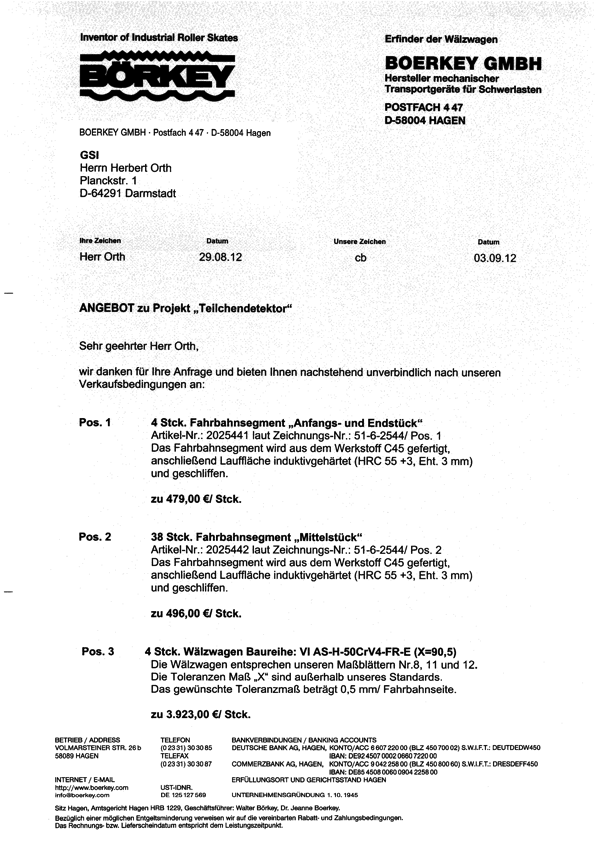 Inventor of Industrial Roller Skates
BÖRKEY
Erfinder der Wälzwagen
BOERKEY GMBH
Hersteller mechanischer
Transportgeräte für Schwerlasten
POSTFACH 4 47
D-58004 HAGEN
BOERKEY GMBH · Postfach 4 47 · D-58004 Hagen
GSI
Herrn Herbert Orth
Planckstr. 1
D-64291 Darmstadt
Ihre Zeichen Datum Unsere Zeichen Datum
Herr Orth 29.08.12 cb 03.09.12
ANGEBOT zu Projekt „Teilchendetektor“
Sehr geehrter Herr Orth,
wir danken für Ihre Anfrage und bieten Ihnen nachstehend unverbindlich nach unseren
Verkaufsbedingungen an:
Pos. 1 4 Stck. Fahrbahnsegment „Anfangs- und Endstück“
Artikel-Nr.: 2025441 laut Zeichnungs-Nr.: 51-6-2544/ Pos. 1
Das Fahrbahnsegment wird aus dem Werkstoff C45 gefertigt,
anschließend Lauffläche induktivgehärtet (HRC 55 +3, Eht. 3 mm)
und geschliffen.
zu 479,00 €/ Stck.
Pos. 2 38 Stck. Fahrbahnsegment „Mittelstück“
Artikel-Nr.: 2025442 laut Zeichnungs-Nr.: 51-6-2544/ Pos. 2
Das Fahrbahnsegment wird aus dem Werkstoff C45 gefertigt,
anschließend Lauffläche induktivgehärtet (HRC 55 +3, Eht. 3 mm)
und geschliffen.
zu 496,00 €/ Stck.
Pos. 3 4 Stck. Wälzwagen Baureihe: VI AS-H-50CrV4-FR-E (X=90,5)
Die Wälzwagen entsprechen unseren Maßblättern Nr.8, 11 und 12.
Die Toleranzen Maß „X“ sind außerhalb unseres Standards.
Das gewünschte Toleranzmaß beträgt 0,5 mm/ Fahrbahnseite.
zu 3.923,00 €/ Stck.
BETRIEB / ADDRESS
VOLMARSTEINER STR. 26 b
58089 HAGEN
INTERNET / E-MAIL
http://www.boerkey.com
info@boerkey.com
TELEFON
(0 23 31) 30 30 85
TELEFAX
(0 23 31) 30 30 87
UST-IDNR.
DE 125 127 569
BANKVERBINDUNGEN / BANKING ACCOUNTS
DEUTSCHE BANK AG, HAGEN, KONTO/ACC 6 607 220 00 (BLZ 450 700 02) S.W.I.F.T.: DEUTDEDW450
IBAN: DE92 4507 0002 0660 7220 00
COMMERZBANK AG, HAGEN, KONTO/ACC 9 042 258 00 (BLZ 450 800 60) S.W.I.F.T.: DRESDEFF450
IBAN: DE85 4508 0060 0904 2258 00
ERFÜLLUNGSORT UND GERICHTSSTAND HAGEN
UNTERNEHMENSGRÜNDUNG 1. 10. 1945
Sitz Hagen, Amtsgericht Hagen HRB 1229, Geschäftsführer: Walter Börkey, Dr. Jeanne Boerkey.
Bezüglich einer möglichen Entgeltsminderung verweisen wir auf die vereinbarten Rabatt- und Zahlungsbedingungen.
Das Rechnungs- bzw. Lieferscheindatum entspricht dem Leistungszeitpunkt.